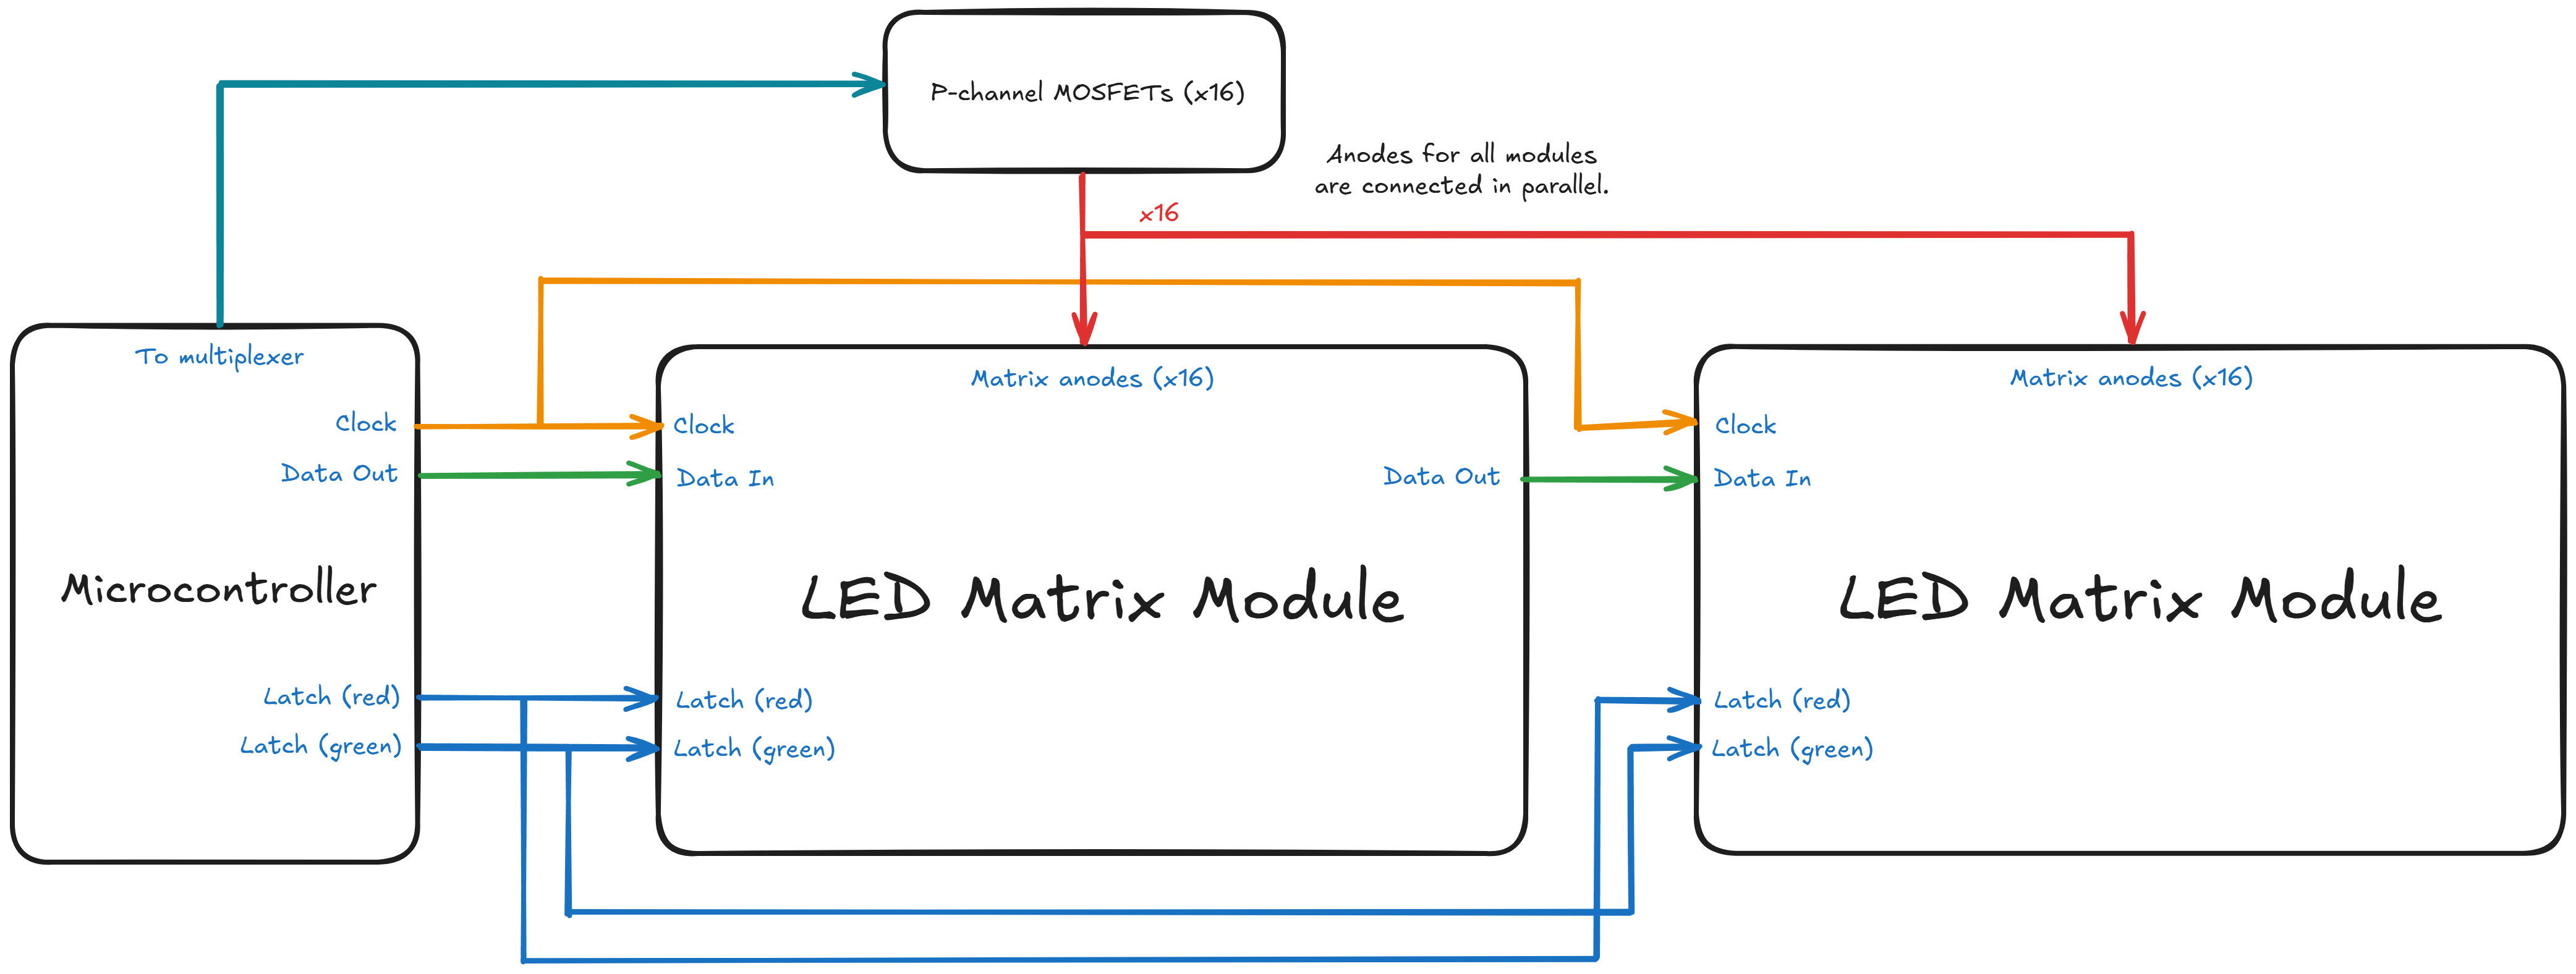 P-channel MOSFETs (x16)
Anodes for all modules
are connected in parallel.
x16
To multiplexer
Clock
Data Out
Microcontroller
Latch (red)
Latch (green)
Matrix anodes (x16)
Clock
Data In
Data Out
LED Matrix Module
Latch (red)
Latch (green)
Matrix anodes (x16)
Clock
Data In
LED Matrix Module
Latch (red)
Latch (green)